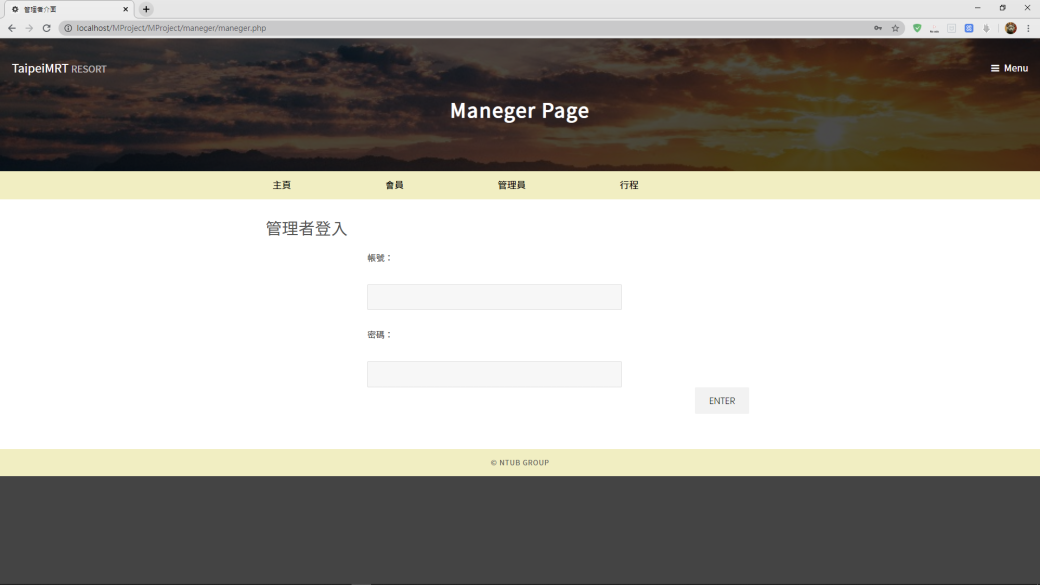 管理者介面
localhost/MProject/MProject/maneger/maneger.php
TaipeiMRT RESORT
Menu
Maneger Page
主頁 會員 管理員 行程
管理者登入
帳號：
密碼：
ENTER
© NTUB GROUP